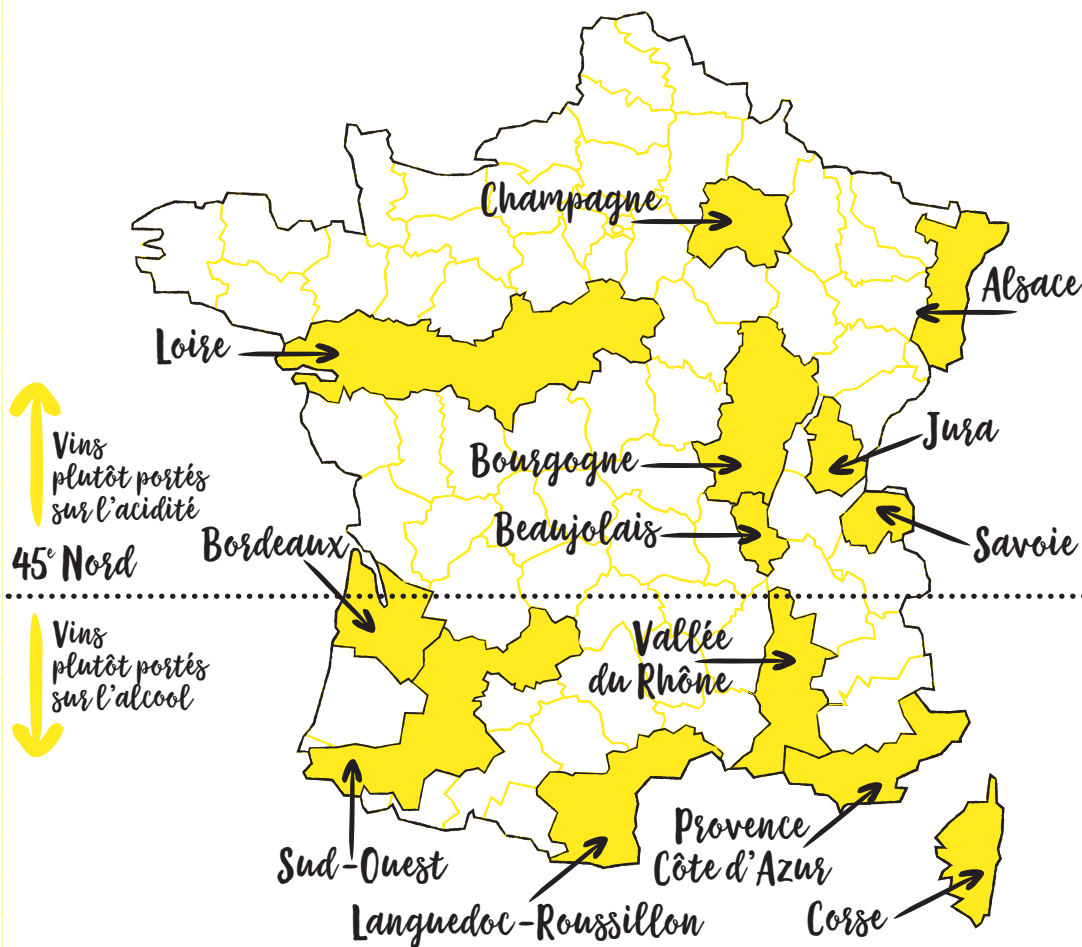 Champagne
Alsace
Loire
Jura
Vins
plutôt portés
sur l'acidité
Bourgogne
Beaujolais
Bordeaux
Savoie
45e Nord
Vins
plutôt portés
sur l'alcool
Vallée
du Rhône
Provence
Côte d'Azur
Sud-Ouest
Languedoc-Roussillon
Corse